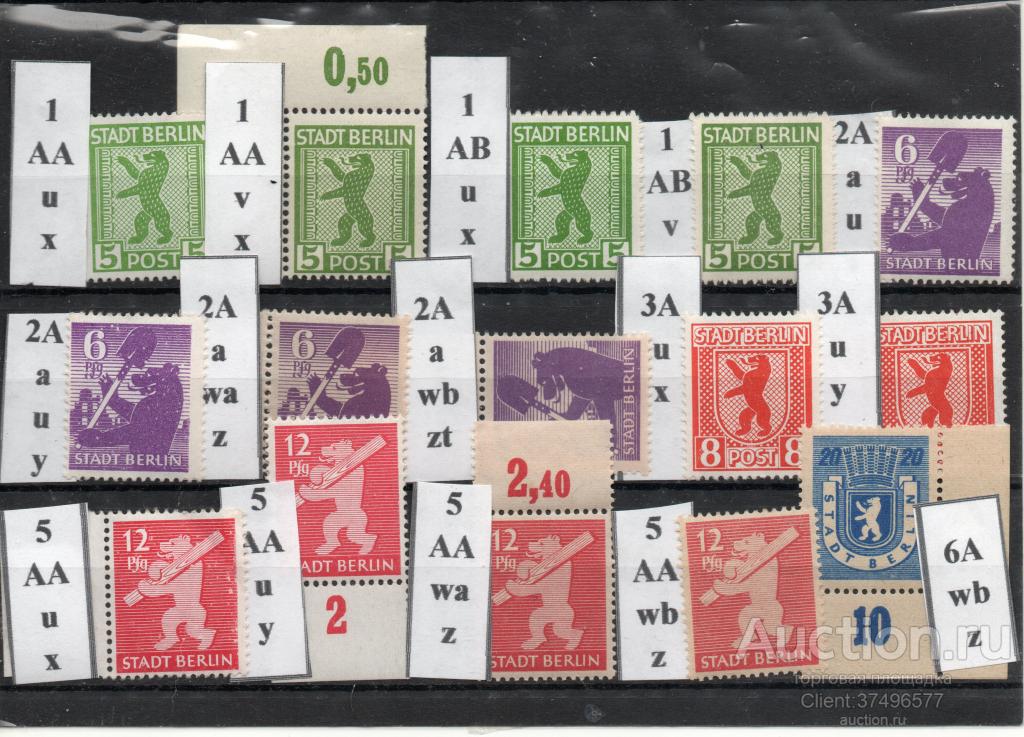 0,50
1
AA
u
x
STADT BERLIN
5 POST 5
1
AA
v
x
STADT BERLIN
5 POST 5
1
AB
u
x
STADT BERLIN
5 POST 5
1
AB
v
STADT BERLIN
5 POST 5
2A
a
u
6
Pfg
STADT BERLIN
2A
a
u
y
6
Pfg
STADT BERLIN
2A
a
wa
z
6
Pfg
2A
a
wb
zt
STADT BERLIN
3A
u
x
STADT BERLIN
8 POST 8
3A
u
y
STADT BERLIN
5
AA
u
x
12
Pfg
STADT BERLIN
5
AA
u
y
12
Pfg
STADT BERLIN
2
5
AA
wa
z
2,40
12
Pfg
STADT BERLIN
5
AA
wb
z
12
Pfg
STADT BERLIN
20 20
STADT BERLIN
10
6A
wb
z
Auction.ru
торговая площадка
Client:37496577
auction.ru